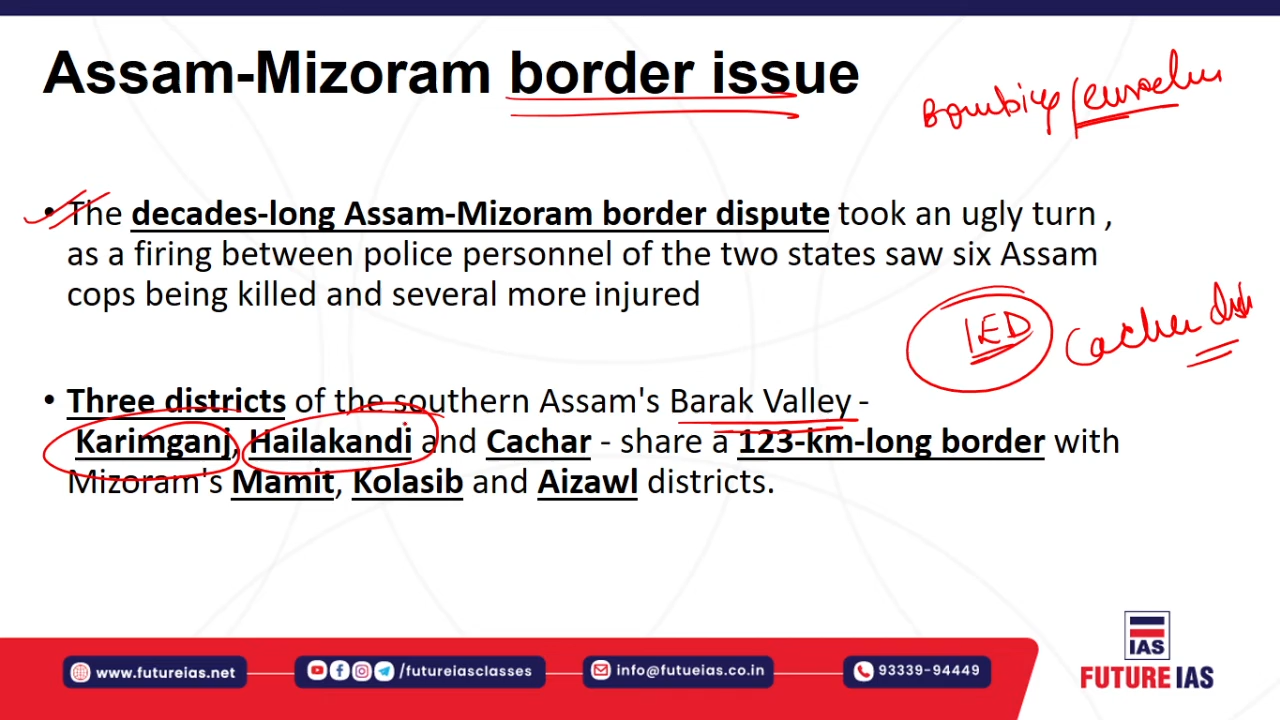 Assam-Mizoram border issue
• The decades-long Assam-Mizoram border dispute took an ugly turn ,
as a firing between police personnel of the two states saw six Assam
cops being killed and several more injured
IED
Cachar
• Three districts of the southern Assam's Barak Valley -
Karimganj, Hailakandi and Cachar - share a 123-km-long border with
Mizoram's Mamit, Kolasib and Aizawl districts.
IAS
FUTURE IAS
www.futureias.net
/futureiasclasses
info@futueias.co.in
93339-94449